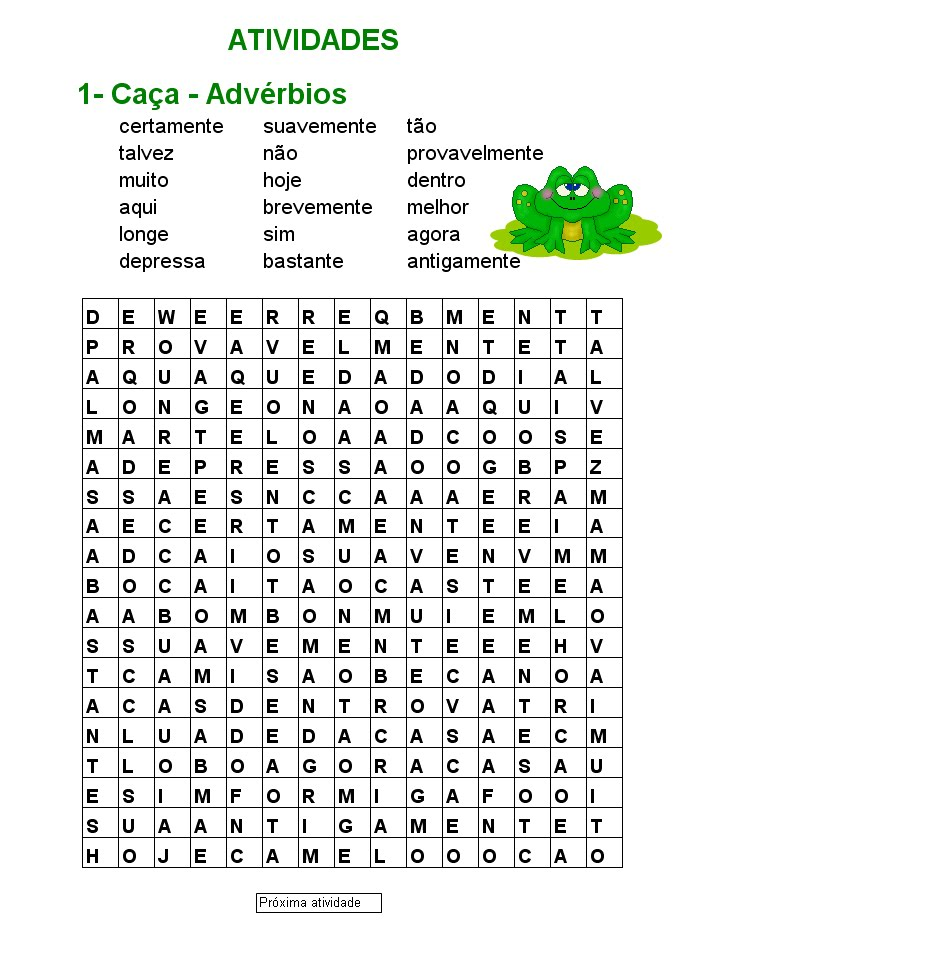 ATIVIDADES
1- Caça - Advérbios
certamente suavemente tão
talvez não provavelmente
muito hoje dentro
aqui brevemente melhor
longe sim agora
depressa bastante antigamente
D E W E E R R E Q B M E N T T
P R O V A V E L M E N T E T A
A Q U A Q U E D A D O D I A L
L O N G E O N A O A A Q U I V
M A R T E L O A A D C O O S E
A D E P R E S S A O O G B P Z
S S A E S N C C A A A E R A M
A E C E R T A M E N T E E I A
A D C A I O S U A V E N V M M
B O C A I T A O C A S T E E A
A A B O M B O N M U I E M L O
S S U A V E M E N T E E E H V
T C A M I S A O B E C A N O A
A C A S D E N T R O V A T R I
N L U A D E D A C A S A E C M
T L O B O A G O R A C A S A U
E S I M F O R M I G A F O O I
S U A A N T I G A M E N T E T
H O J E C A M E L O O O C A O
Próxima atividade